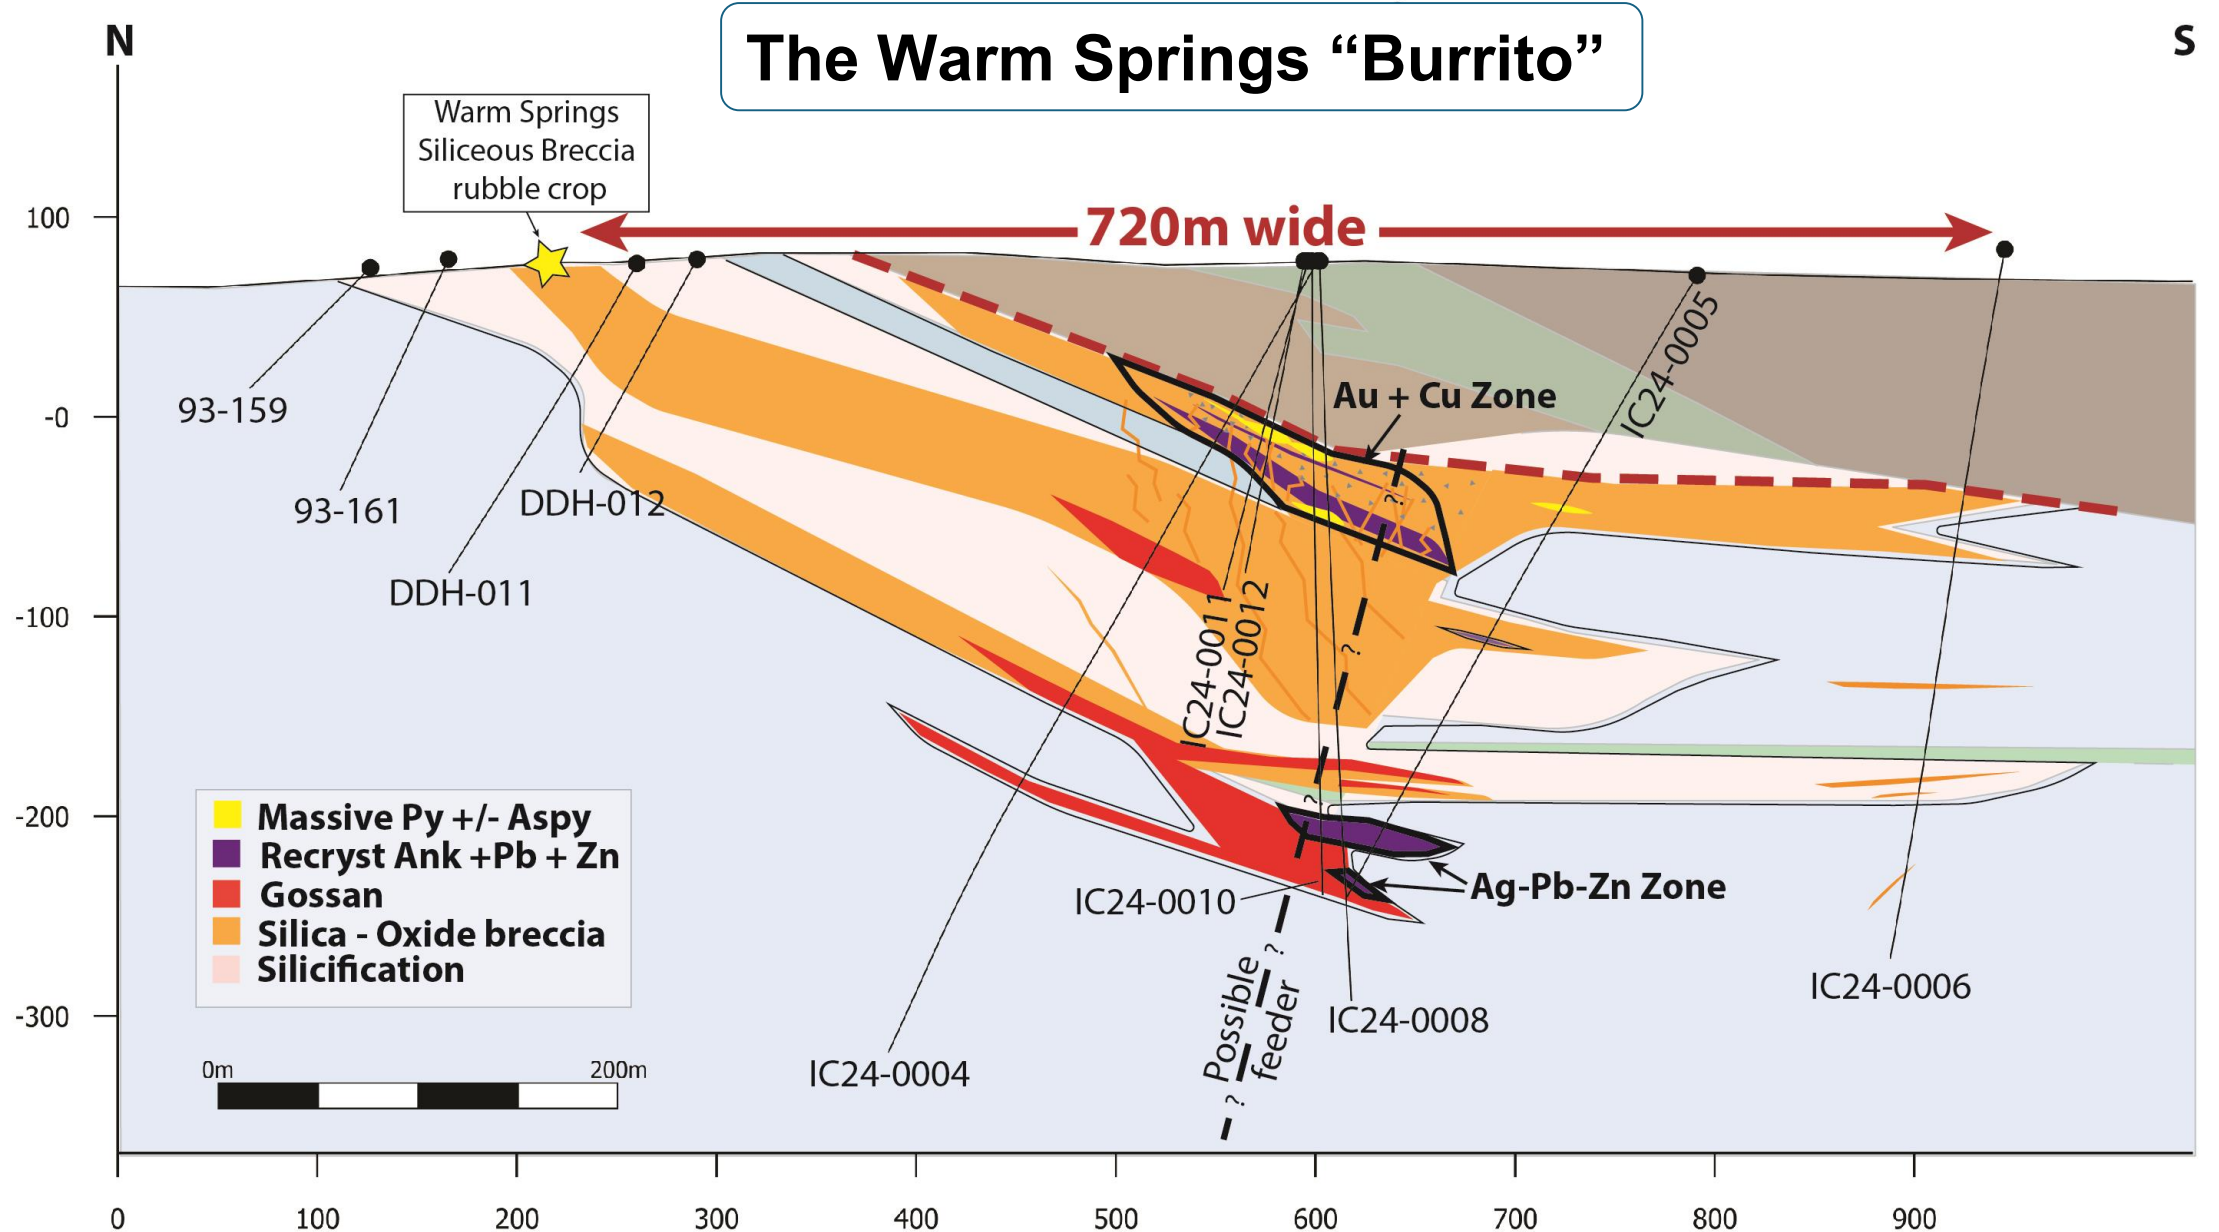 The Warm Springs “Burrito”
N
S
Warm Springs
Siliceous Breccia
rubble crop
720m wide
100
-0
-100
-200
-300
93-159
93-161
DDH-011
DDH-012
Au + Cu Zone
IC24-0005
IC24-0011
IC24-0012
?
?
?
Ag-Pb-Zn Zone
IC24-0010
IC24-0008
IC24-0006
IC24-0004
?
Possible
feeder
?
Massive Py +/- Aspy
Recryst Ank +Pb + Zn
Gossan
Silica - Oxide breccia
Silicification
0m 200m
0 100 200 300 400 500 600 700 800 900